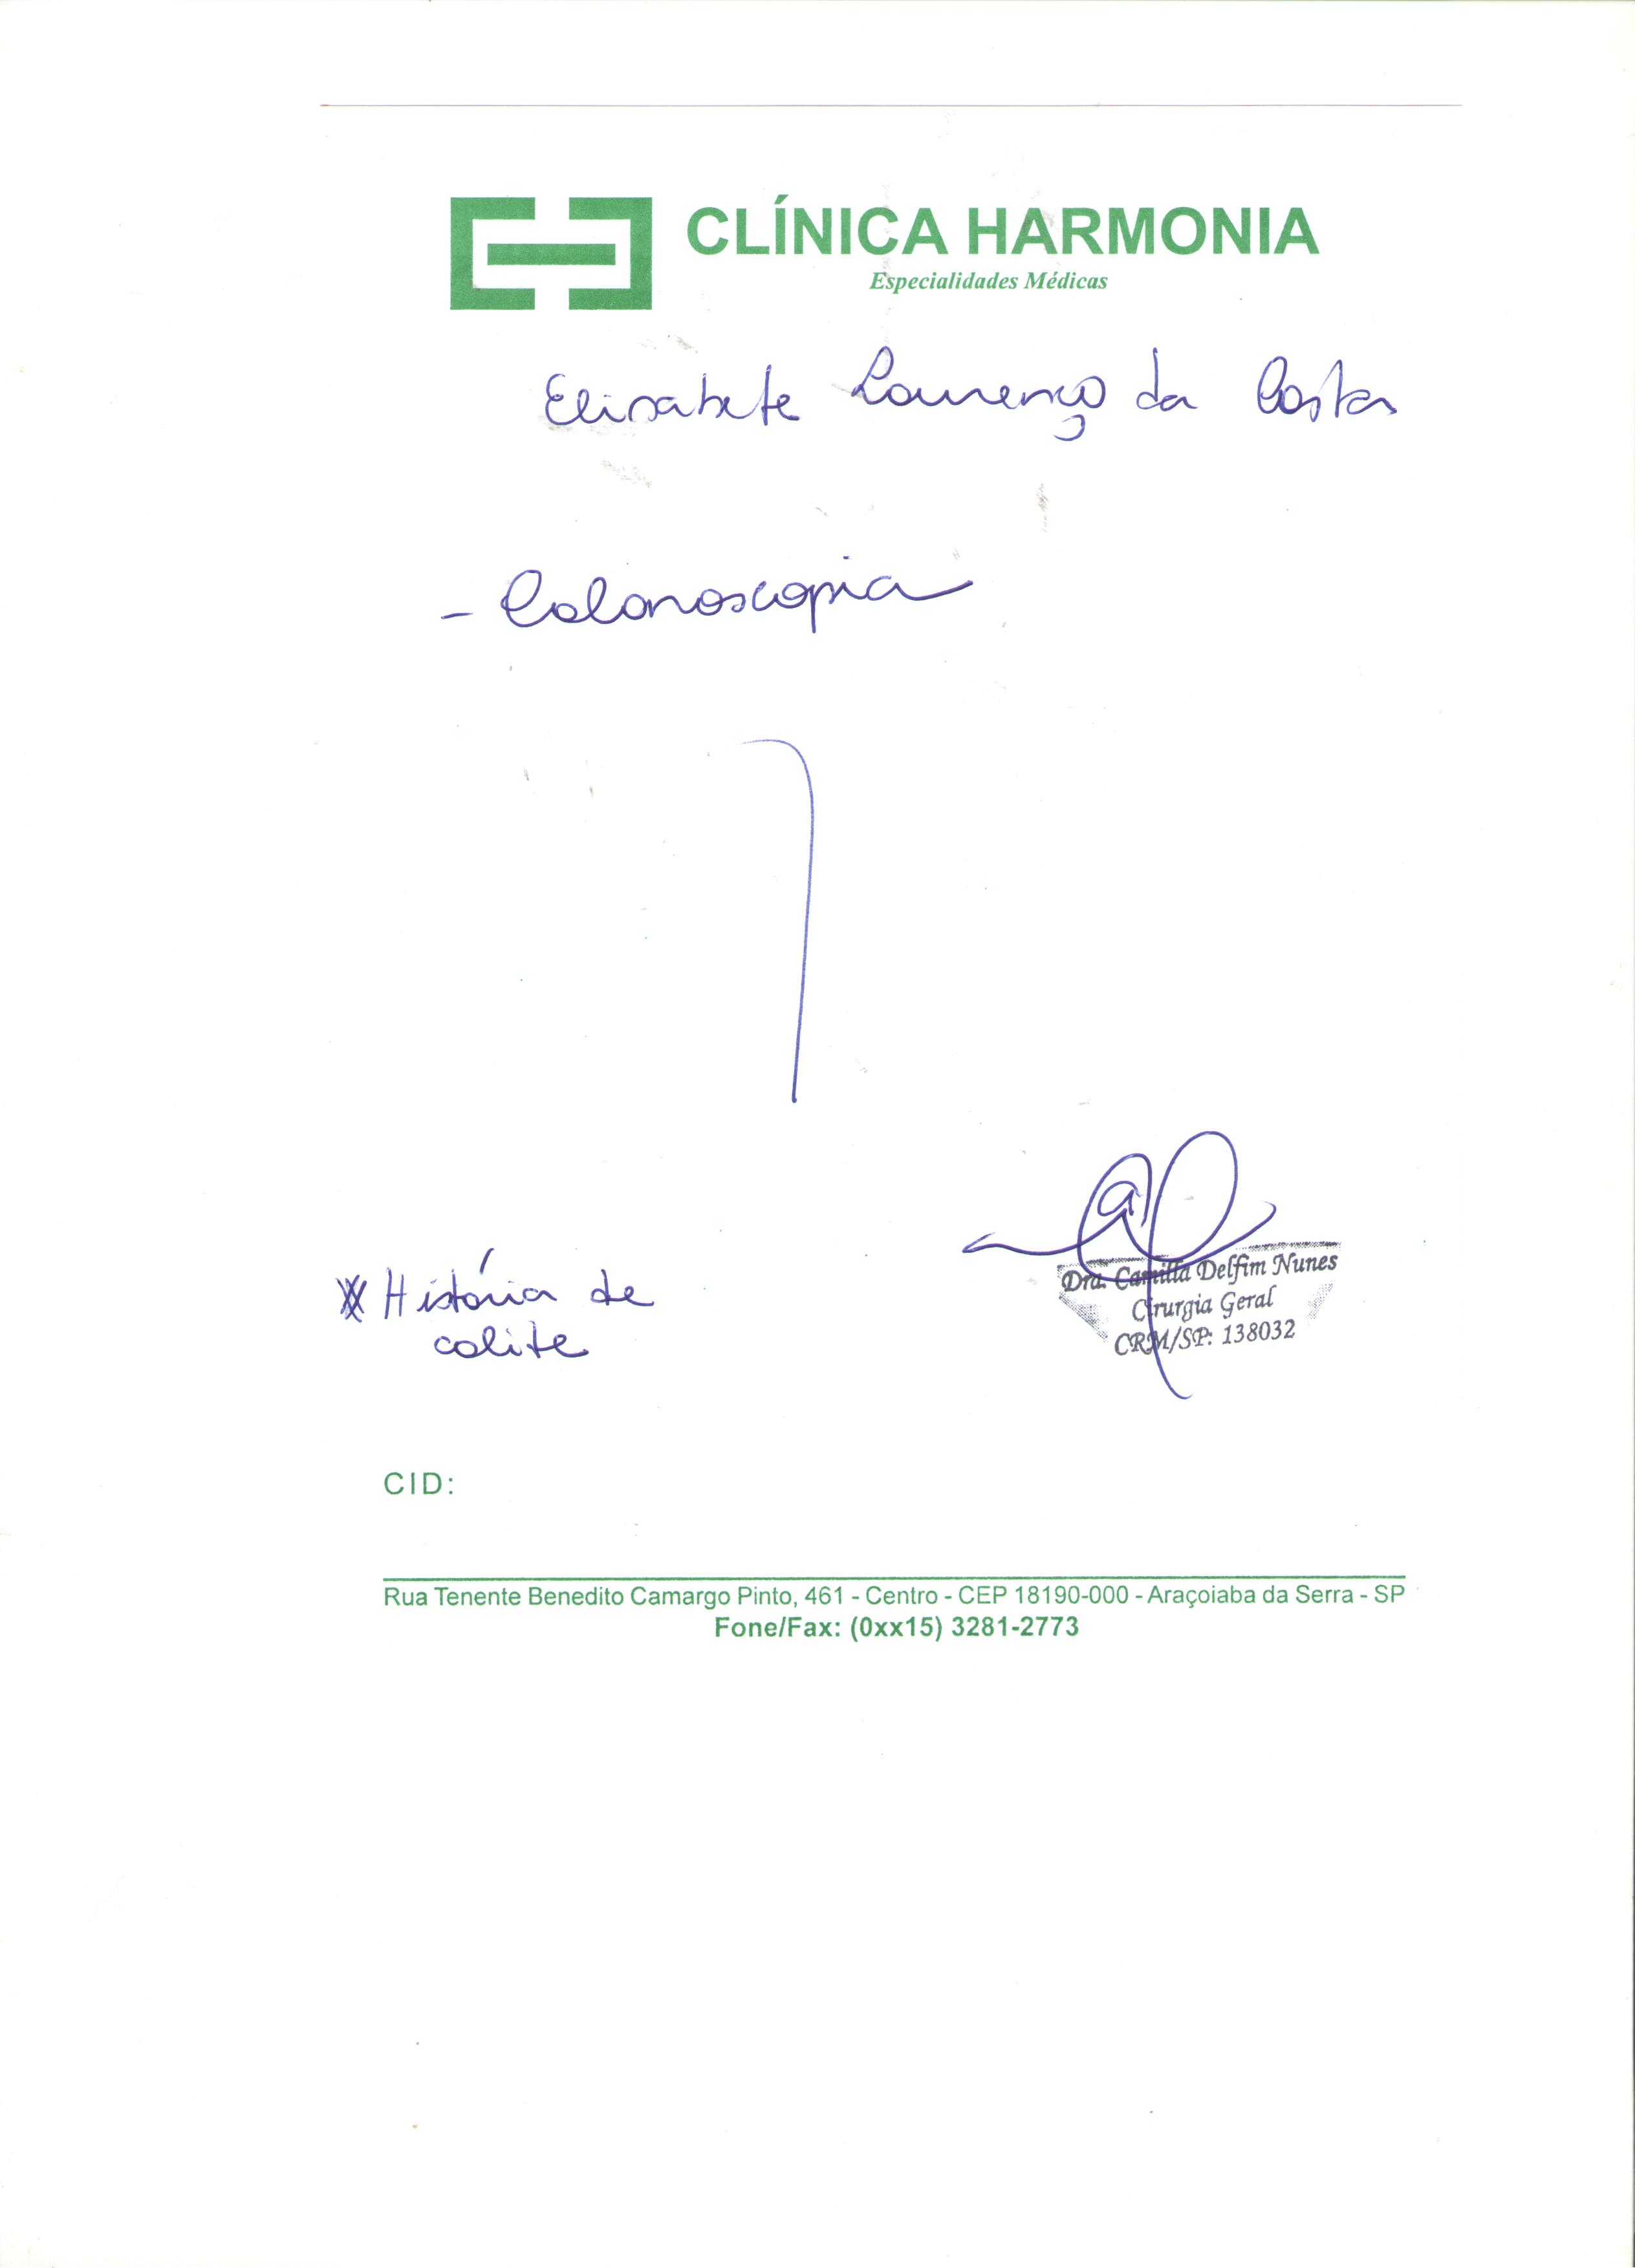 CLÍNICA HARMONIA
Especialidades Médicas
Elisabete Lourenço da Costa
- Colonoscopia
* História de
colite
Dra. Camilla Delfim Nunes
Cirurgia Geral
CRM/SP: 138032
CID:
Rua Tenente Benedito Camargo Pinto, 461 - Centro - CEP 18190-000 - Araçoiaba da Serra - SP
Fone/Fax: (0xx15) 3281-2773